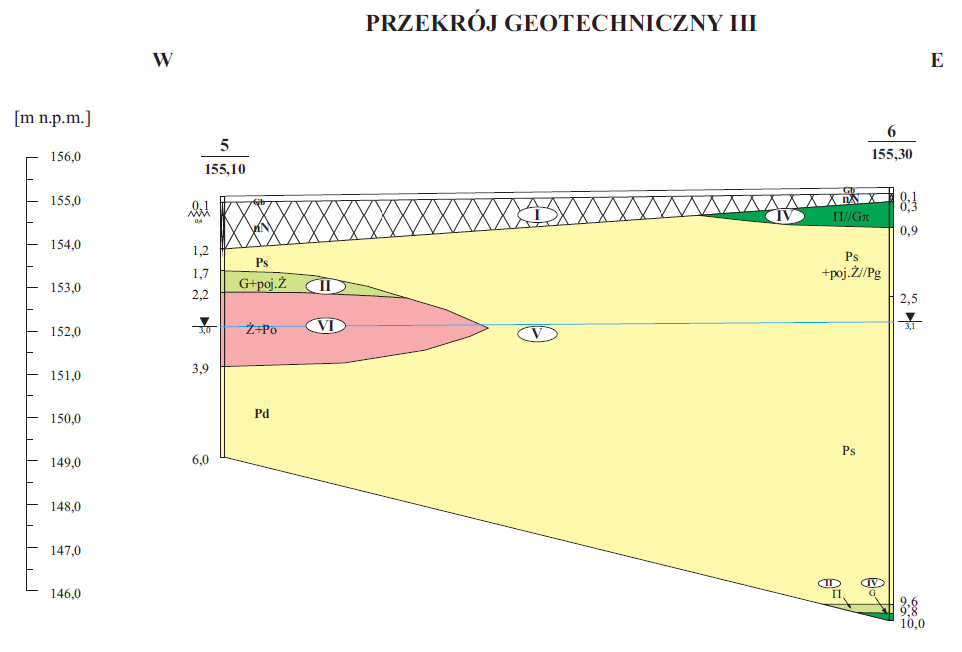 PRZEKRÓJ GEOTECHNICZNY III
W
E
[m n.p.m.]
156,0
155,0
154,0
153,0
152,0
151,0
150,0
149,0
148,0
147,0
146,0
5
155,10
0,1
0,4
1,2
1,7
2,2
3,0
3,9
6,0
Gb
nN
Ps
G+poj.Ż
Ż+Po
Pd
I
II
VI
V
IV
6
155,30
Gb
nN
Π//Gπ
Ps
+poj.Ż//Pg
Ps
II
IV
Π
G
0,1
0,3
0,9
2,5
3,1
9,6
9,8
10,0